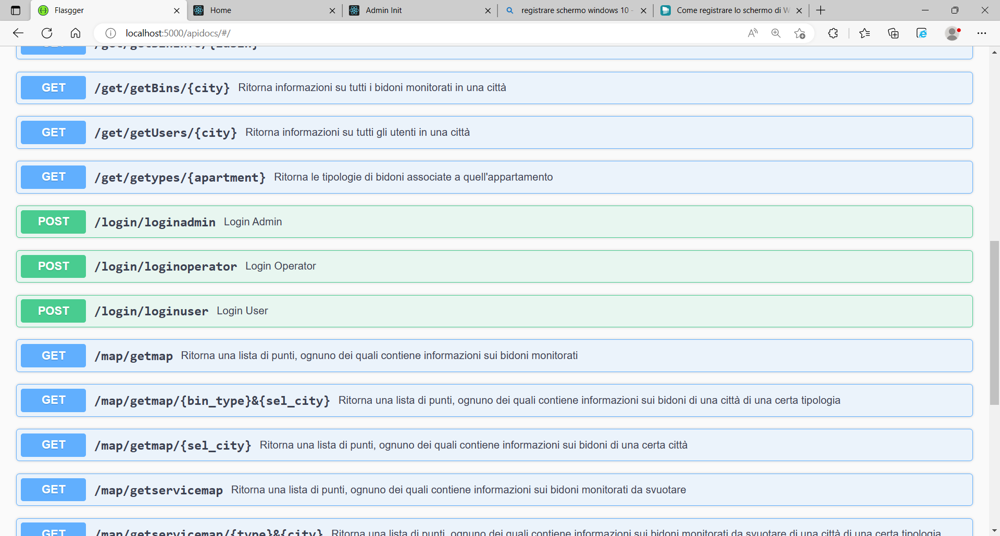 Flasgger
Home
Admin Init
registrare schermo windows 10 -
Come registrare lo schermo di W
localhost:5000/apidocs/#/
GET /get/getBins/{city} Ritorna informazioni su tutti i bidoni monitorati in una città
GET /get/getUsers/{city} Ritorna informazioni su tutti gli utenti in una città
GET /get/getypes/{apartment} Ritorna le tipologie di bidoni associate a quell'appartamento
POST /login/loginadmin Login Admin
POST /login/loginoperator Login Operator
POST /login/loginuser Login User
GET /map/getmap Ritorna una lista di punti, ognuno dei quali contiene informazioni sui bidoni monitorati
GET /map/getmap/{bin_type}&{sel_city} Ritorna una lista di punti, ognuno dei quali contiene informazioni sui bidoni di una città di una certa tipologia
GET /map/getmap/{sel_city} Ritorna una lista di punti, ognuno dei quali contiene informazioni sui bidoni di una certa città
GET /map/getservicemap Ritorna una lista di punti, ognuno dei quali contiene informazioni sui bidoni monitorati da svuotare
GET /map/getservicemap/{type}&{city} Ritorna una lista di punti, ognuno dei quali contiene informazioni sui bidoni monitorati da svuotare di una città di una certa tipologia